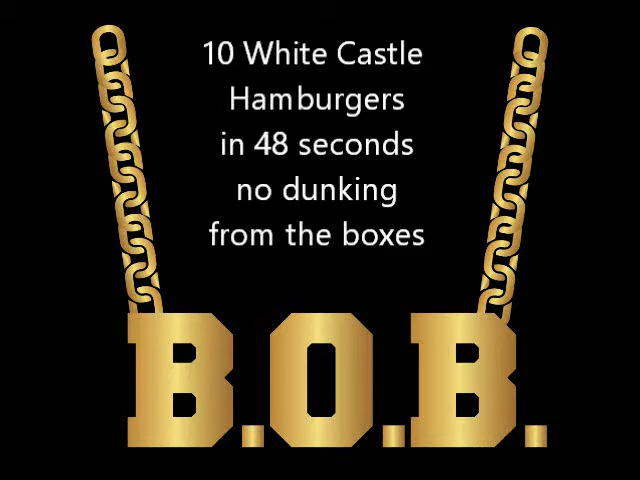 10 White Castle
Hamburgers
in 48 seconds
no dunking
from the boxes
B.O.B.